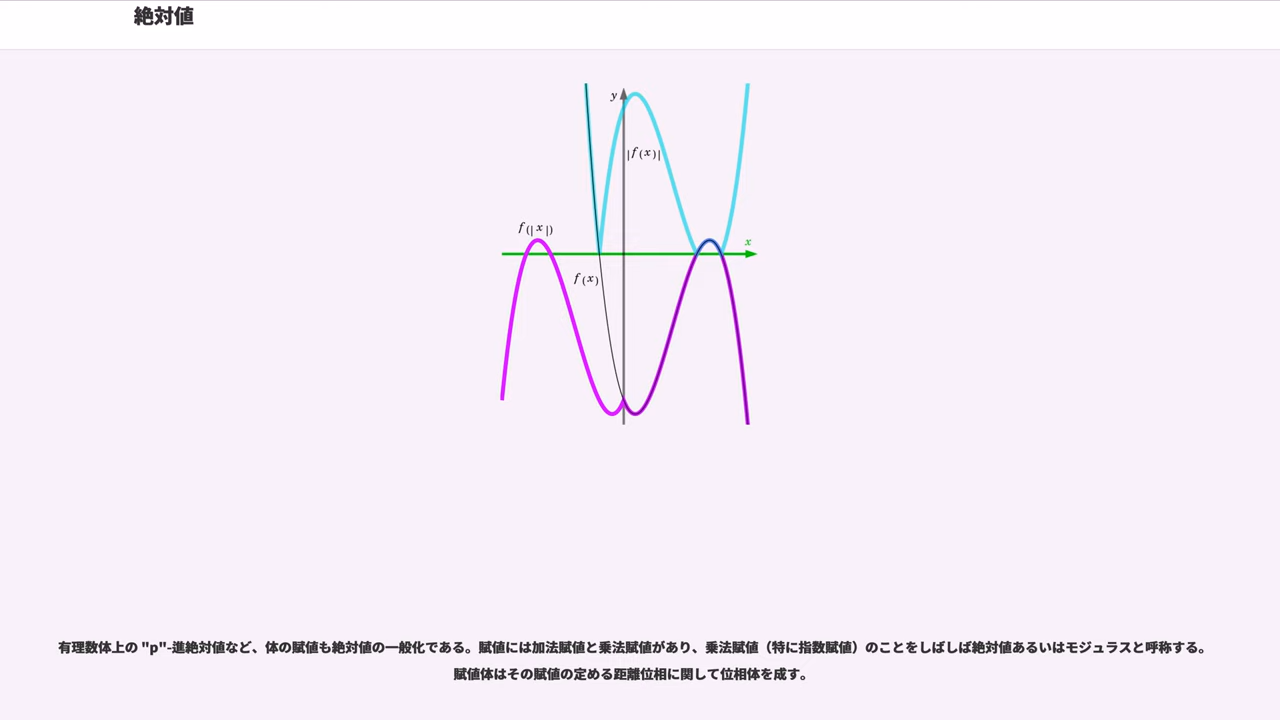 絶対値
y
|f(x)|
f(|x|)
x
f(x)
有理数体上の "p"-進絶対値など、体の賦値も絶対値の一般化である。賦値には加法賦値と乗法賦値があり、乗法賦値（特に指数賦値）のことをしばしば絶対値あるいはモジュラスと呼称する。
賦値体はその賦値の定める距離位相に関して位相体を成す。